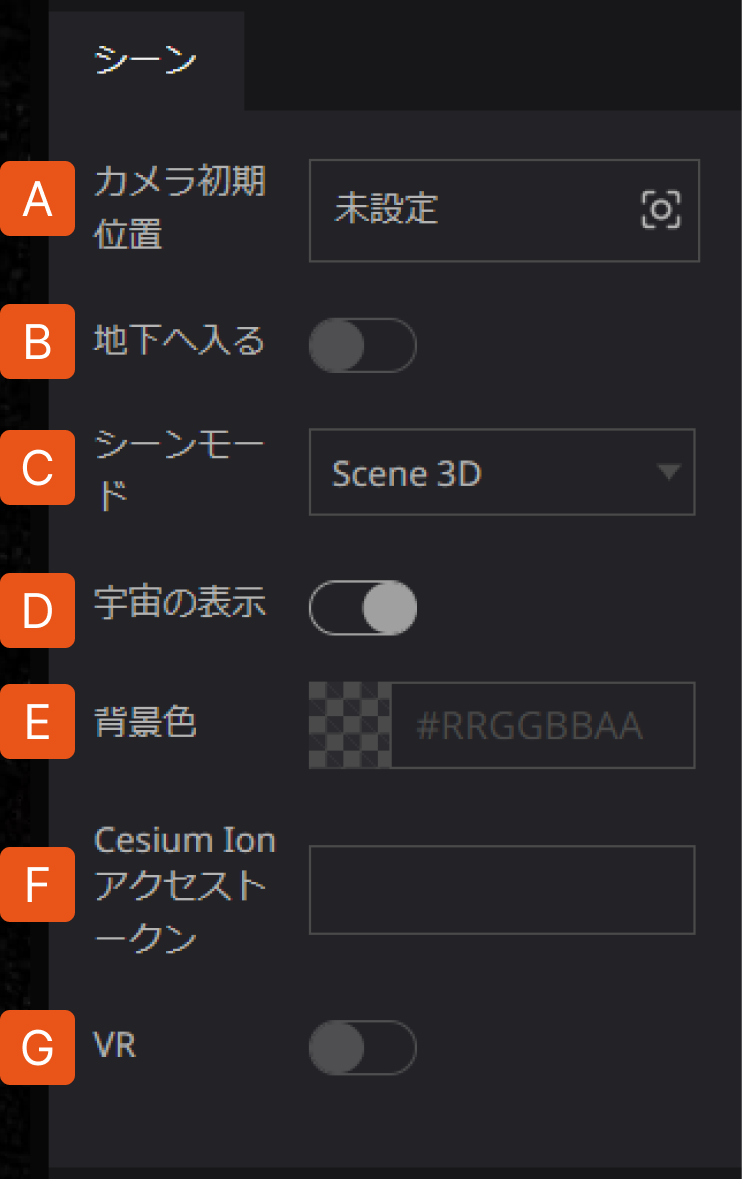 シーン
A
カメラ初期
位置
未設定
B
地下へ入る
C
シーンモー
ド
Scene 3D
D
宇宙の表示
E
背景色
#RRGGBBAA
F
Cesium Ion
アクセスト
ークン
G
VR